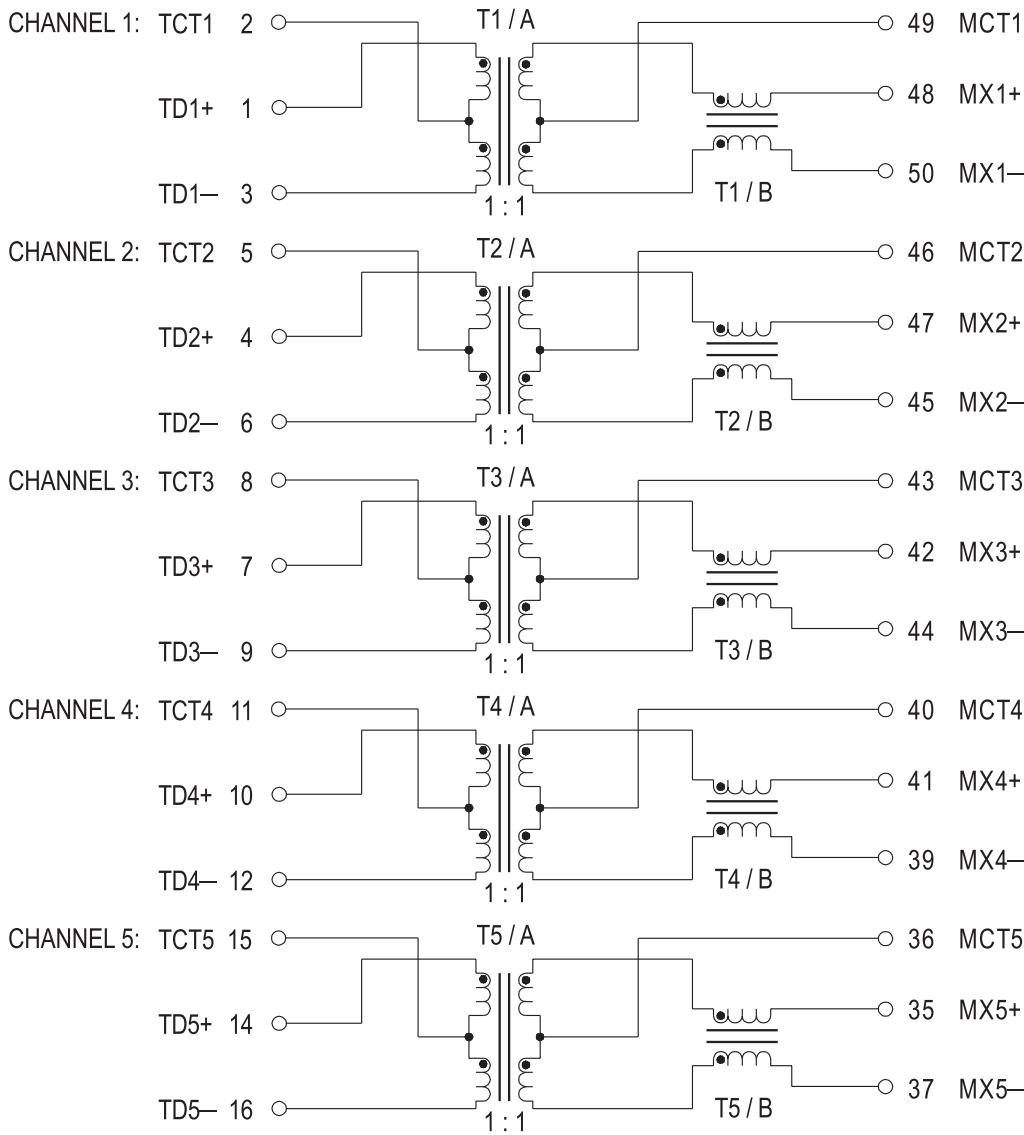 CHANNEL 1: TCT1 2 T1 / A 49 MCT1
TD1+ 1 48 MX1+
TD1— 3 T1 / B 50 MX1—
1 : 1
CHANNEL 2: TCT2 5 T2 / A 46 MCT2
TD2+ 4 47 MX2+
TD2— 6 T2 / B 45 MX2—
1 : 1
CHANNEL 3: TCT3 8 T3 / A 43 MCT3
TD3+ 7 42 MX3+
TD3— 9 T3 / B 44 MX3—
1 : 1
CHANNEL 4: TCT4 11 T4 / A 40 MCT4
TD4+ 10 41 MX4+
TD4— 12 T4 / B 39 MX4—
1 : 1
CHANNEL 5: TCT5 15 T5 / A 36 MCT5
TD5+ 14 35 MX5+
TD5— 16 T5 / B 37 MX5—
1 : 1